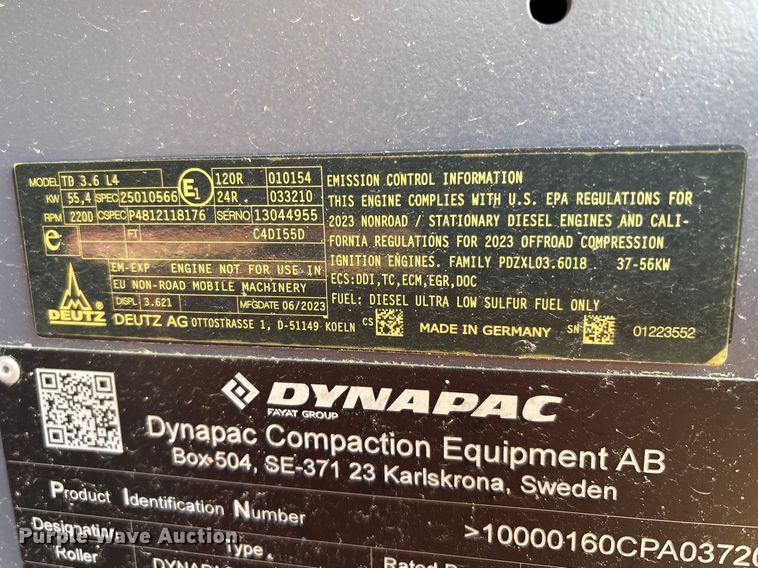 MODEL TD 3.6 L4 120R 010154
KW 55,4 SPEC 25010566 E1 24R 033210
RPM 2200 CSPEC P4812118176 SERNO 13044955
e FT C4DI55D
EM-EXP ENGINE NOT FOR USE IN
EU NON-ROAD MOBILE MACHINERY
DISPL 3.621 MFGDATE 06/2023
DEUTZ ®
DEUTZ AG OTTOSTRASSE 1, D-51149 KOELN CS MADE IN GERMANY SN 01223552
EMISSION CONTROL INFORMATION
THIS ENGINE COMPLIES WITH U.S. EPA REGULATIONS FOR
2023 NONROAD / STATIONARY DIESEL ENGINES AND CALI-
FORNIA REGULATIONS FOR 2023 OFFROAD COMPRESSION
IGNITION ENGINES. FAMILY PDZXL03.6018 37-56KW
ECS:DDI,TC,ECM,EGR,DOC
FUEL: DIESEL ULTRA LOW SULFUR FUEL ONLY
DYNAPAC
FAYAT GROUP
Dynapac Compaction Equipment AB
Box 504, SE-371 23 Karlskrona, Sweden
Product Identification Number
>10000160CPA03720
Designation Type Rated
Roller DYNAPAC
Purple Wave Auction